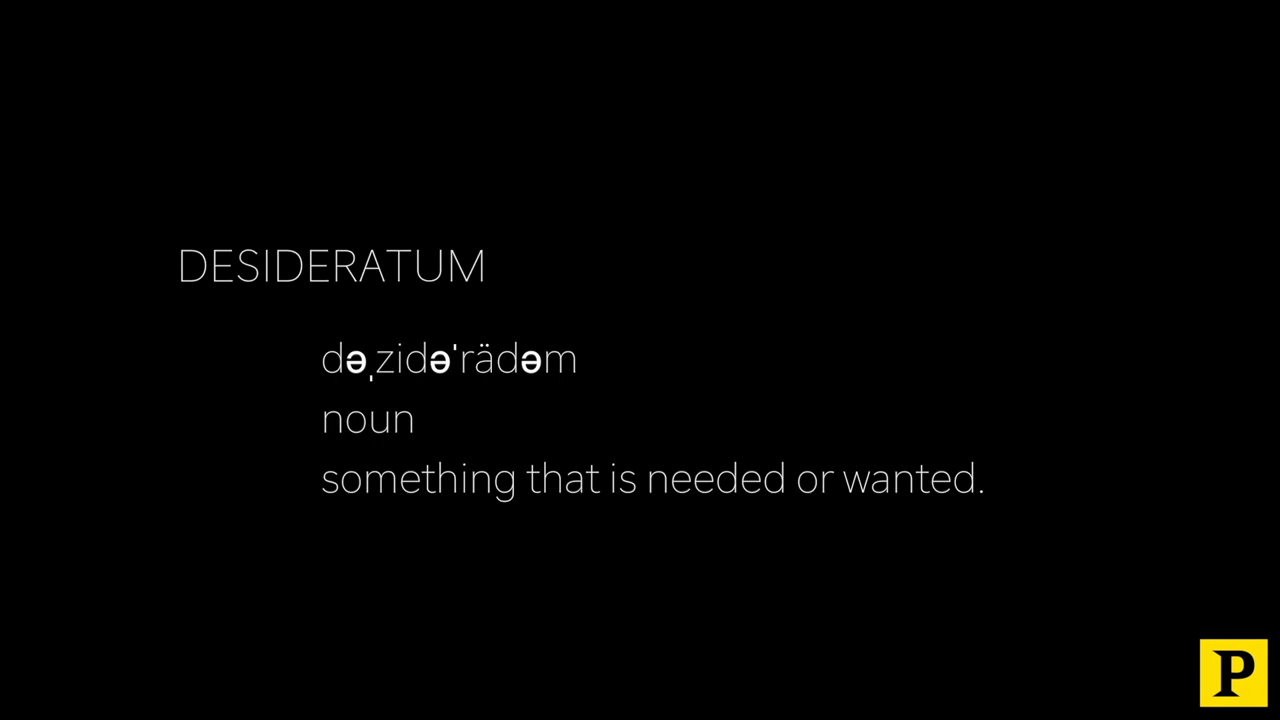 DESIDERATUM
dəˌzidəˈrädəm
noun
something that is needed or wanted.
P